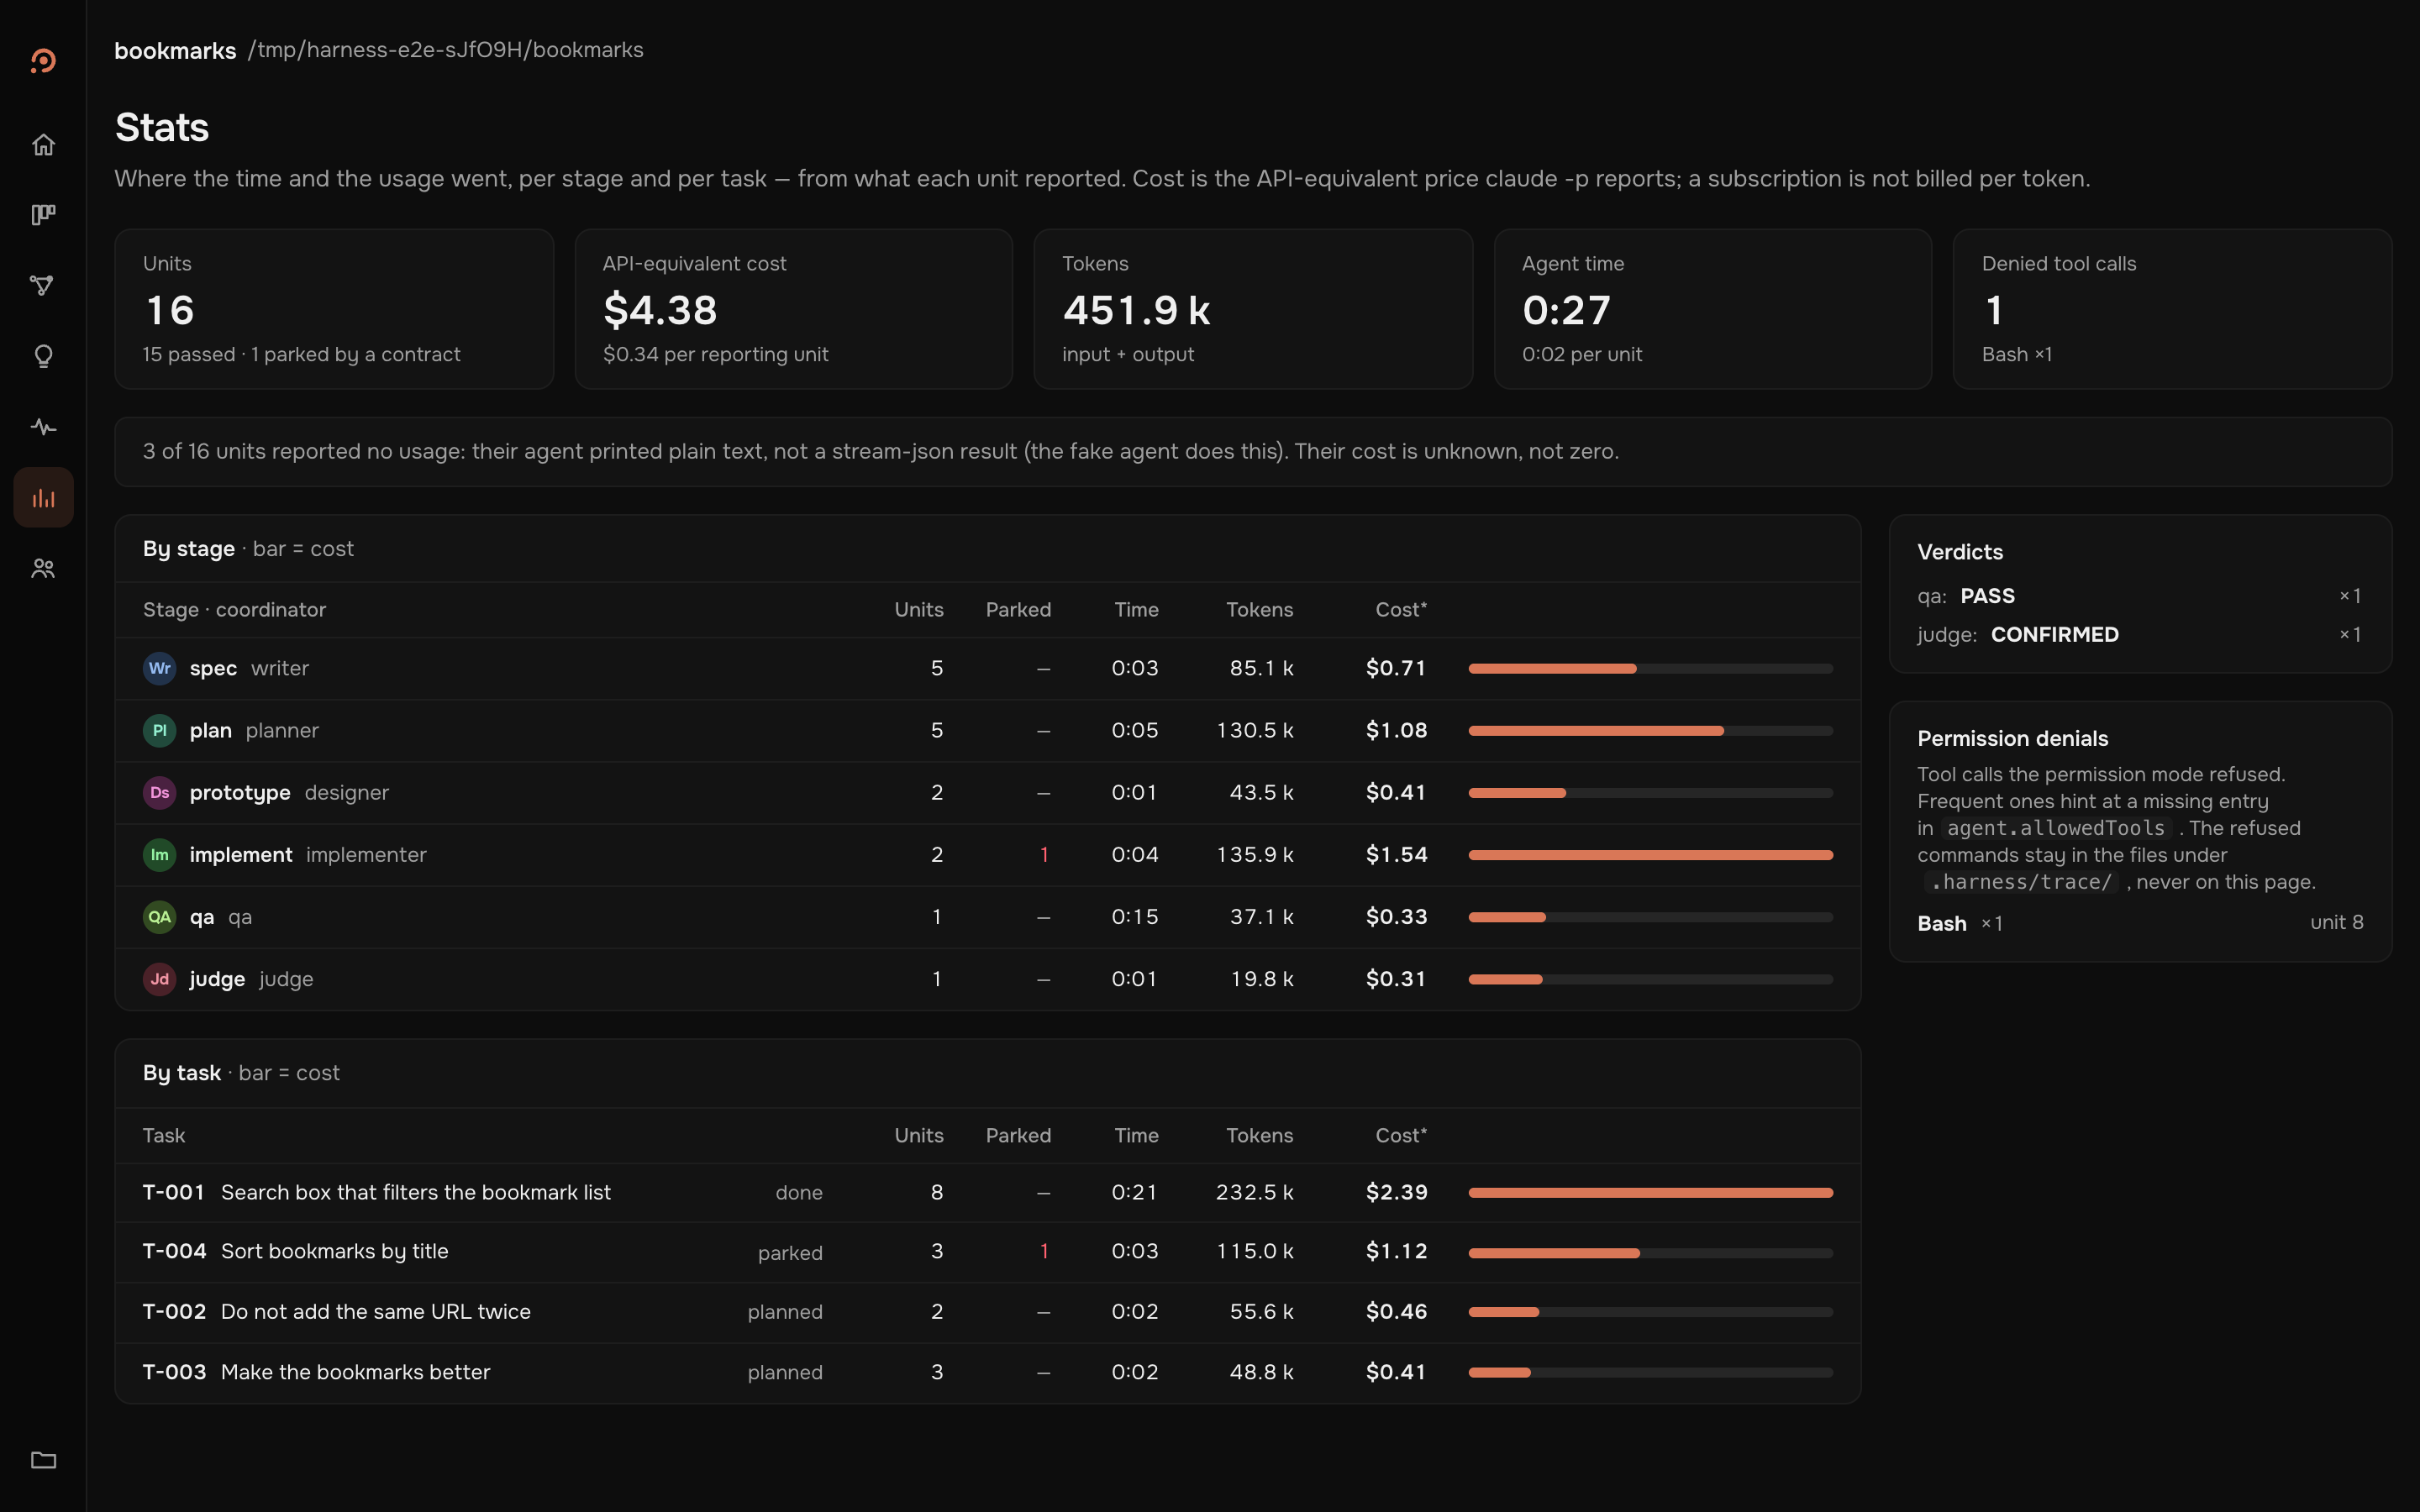 bookmarks /tmp/harness-e2e-sJfO9H/bookmarks
Stats
Where the time and the usage went, per stage and per task — from what each unit reported. Cost is the API-equivalent price claude -p reports; a subscription is not billed per token.
Units
16
15 passed · 1 parked by a contract
API-equivalent cost
$4.38
$0.34 per reporting unit
Tokens
451.9 k
input + output
Agent time
0:27
0:02 per unit
Denied tool calls
1
Bash ×1
3 of 16 units reported no usage: their agent printed plain text, not a stream-json result (the fake agent does this). Their cost is unknown, not zero.
By stage · bar = cost
Stage · coordinator Units Parked Time Tokens Cost*
Wr spec writer 5 — 0:03 85.1 k $0.71
Pl plan planner 5 — 0:05 130.5 k $1.08
Ds prototype designer 2 — 0:01 43.5 k $0.41
Im implement implementer 2 1 0:04 135.9 k $1.54
QA qa qa 1 — 0:15 37.1 k $0.33
Jd judge judge 1 — 0:01 19.8 k $0.31
By task · bar = cost
Task Units Parked Time Tokens Cost*
T-001 Search box that filters the bookmark list done 8 — 0:21 232.5 k $2.39
T-004 Sort bookmarks by title parked 3 1 0:03 115.0 k $1.12
T-002 Do not add the same URL twice planned 2 — 0:02 55.6 k $0.46
T-003 Make the bookmarks better planned 3 — 0:02 48.8 k $0.41
Verdicts
qa: PASS ×1
judge: CONFIRMED ×1
Permission denials
Tool calls the permission mode refused.
Frequent ones hint at a missing entry
in agent.allowedTools . The refused
commands stay in the files under
.harness/trace/ , never on this page.
Bash ×1 unit 8